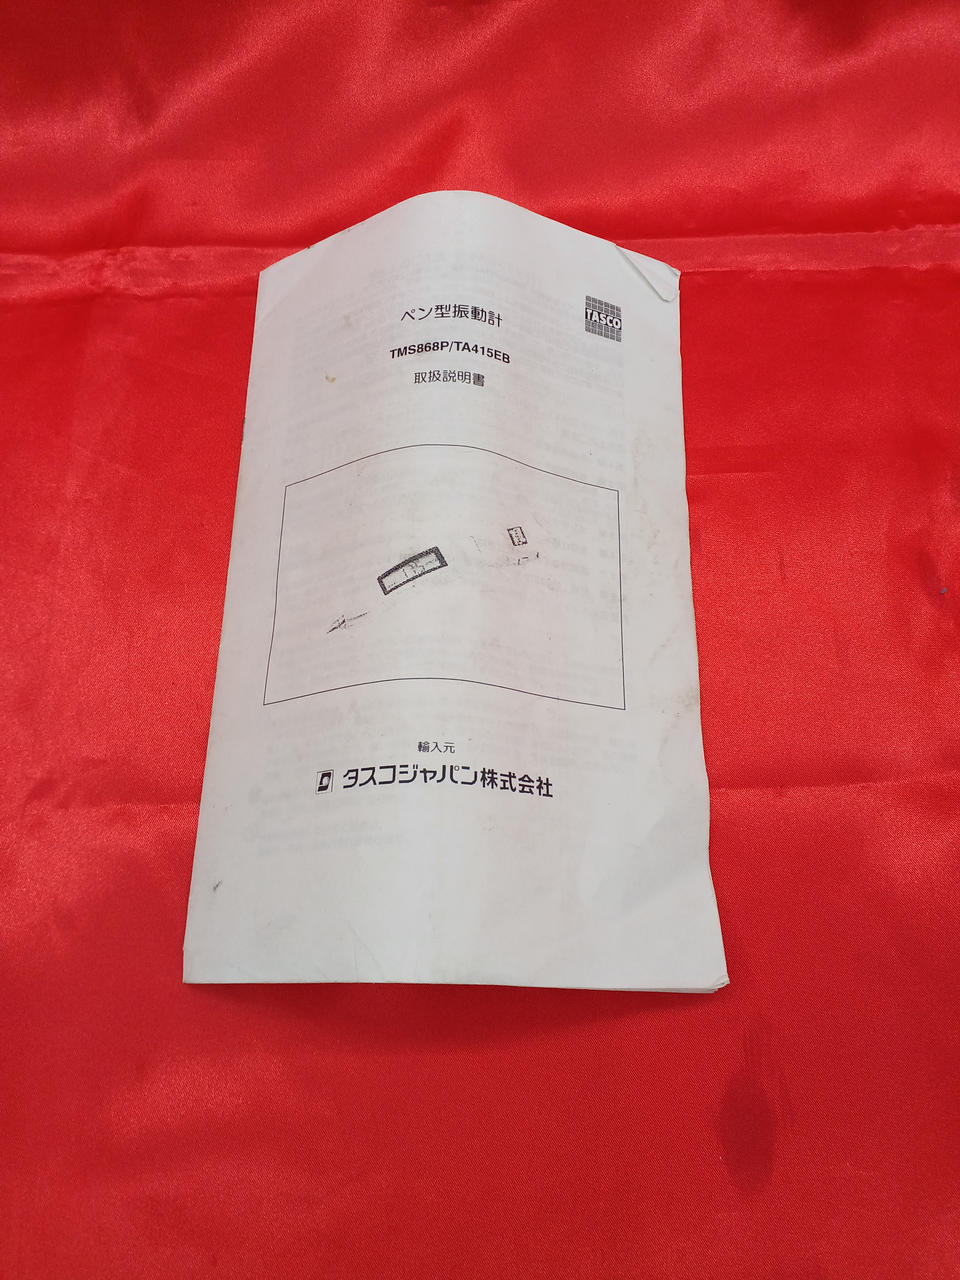 ペン型振動計
TASCO
TMS868P/TA415EB
取扱説明書
輸入元
タスコジャパン株式会社